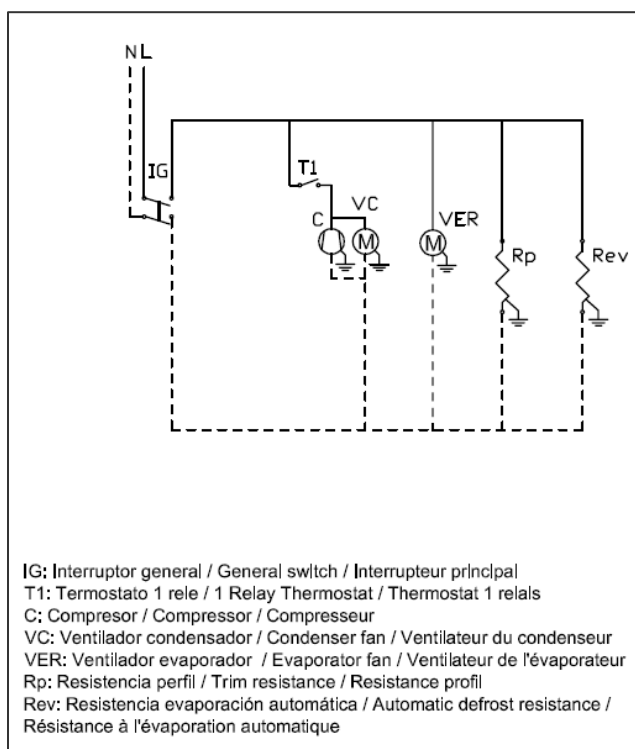 N L
IG
T1
C
VC
M
VER
M
Rp
Rev
IG: Interruptor general / General switch / Interrupteur principal
T1: Termostato 1 rele / 1 Relay Thermostat / Thermostat 1 relais
C: Compresor / Compressor / Compresseur
VC: Ventilador condensador / Condenser fan / Ventilateur du condenseur
VER: Ventilador evaporador / Evaporator fan / Ventilateur de l'évaporateur
Rp: Resistencia perfil / Trim resistance / Resistance profil
Rev: Resistencia evaporación automática / Automatic defrost resistance /
Résistance à l'évaporation automatique